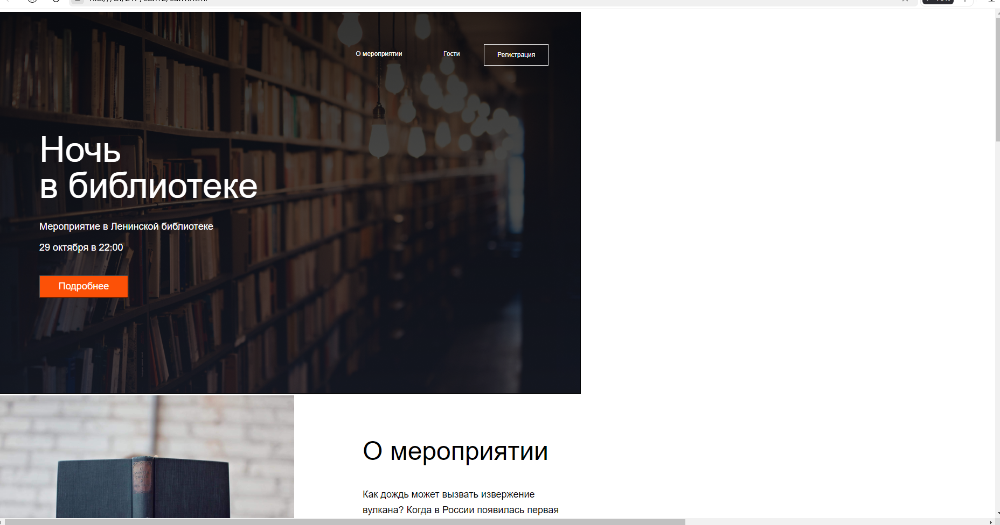 О мероприятии
Гости
Регистрация
Ночь
в библиотеке
Мероприятие в Ленинской библиотеке
29 октября в 22:00
Подробнее
О мероприятии
Как дождь может вызвать извержение
вулкана? Когда в России появилась первая